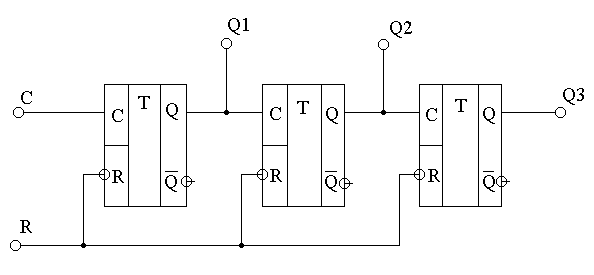 Q1 Q2
C C T Q C T Q C T Q Q3
R Q̅ R Q̅ R Q̅
R